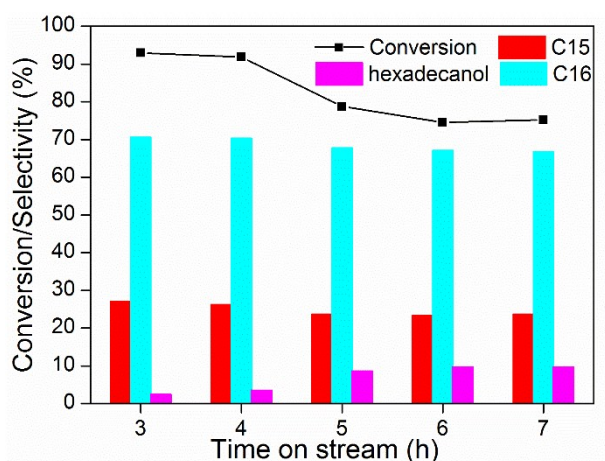 100
90
80
70
60
50
40
30
20
10
0
Conversion/Selectivity (%)
Conversion C15
hexadecanol C16
3 4 5 6 7
Time on stream (h)